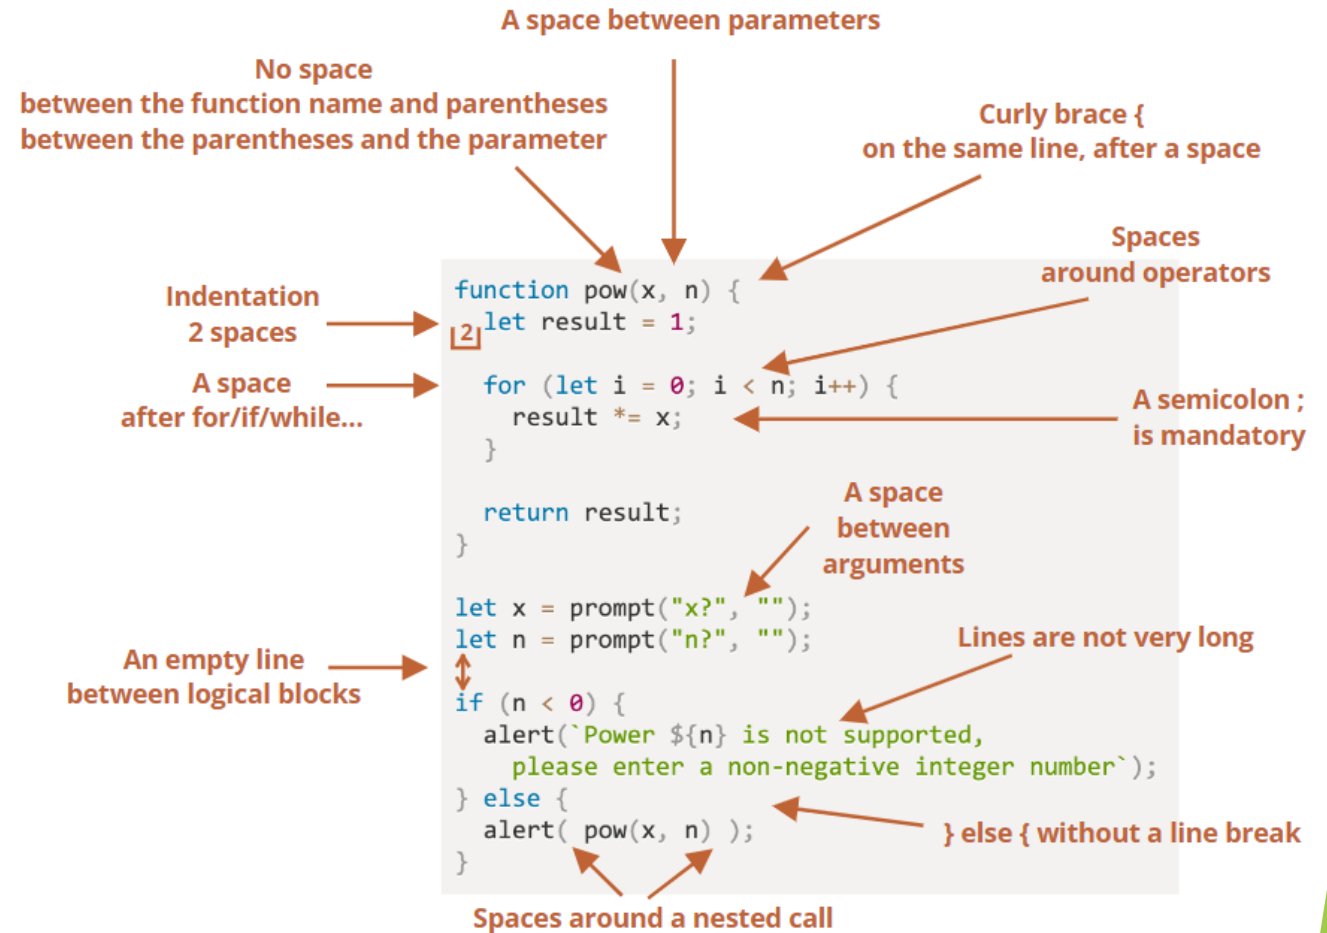 A space between parameters
No space
between the function name and parentheses
between the parentheses and the parameter
Curly brace {
on the same line, after a space
Spaces
around operators
Indentation
2 spaces
A space
after for/if/while...
A semicolon ;
is mandatory
function pow(x, n) {
2
  let result = 1;
  for (let i = 0; i < n; i++) {
    result *= x;
  }
  return result;
}
A space
between
arguments
let x = prompt("x?", "");
let n = prompt("n?", "");
An empty line
between logical blocks
Lines are not very long
if (n < 0) {
  alert(`Power ${n} is not supported,
    please enter a non-negative integer number`);
} else {
  alert( pow(x, n) );
}
} else { without a line break
Spaces around a nested call